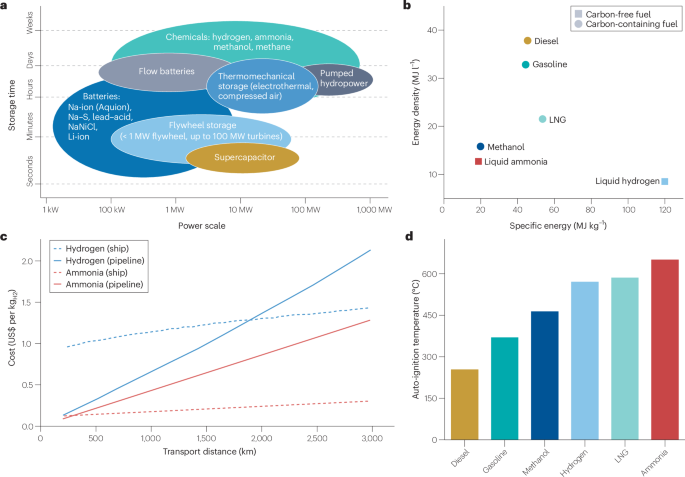 a
Weeks
Days
Hours
Minutes
Seconds
Storage time
Chemicals: hydrogen, ammonia,
methanol, methane
Flow batteries
Thermomechanical
storage (electrothermal,
compressed air)
Pumped
hydropower
Batteries:
Na-ion (Aquion),
Na–S, lead–acid,
NaNiCl,
Li-ion
Flywheel storage
(< 1 MW flywheel, up to 100 MW turbines)
Supercapacitor
1 kW
100 kW
1 MW
10 MW
100 MW
1,000 MW
Power scale
b
Carbon-free fuel
Carbon-containing fuel
40
30
20
10
Energy density (MJ l⁻¹)
Diesel
Gasoline
LNG
Methanol
Liquid ammonia
Liquid hydrogen
0
20
40
60
80
100
120
Specific energy (MJ kg⁻¹)
c
Hydrogen (ship)
Hydrogen (pipeline)
Ammonia (ship)
Ammonia (pipeline)
2.0
1.5
1.0
0.5
0.0
Cost (US$ per kgH2)
0
500
1,000
1,500
2,000
2,500
3,000
Transport distance (km)
d
600
450
300
150
0
Auto-ignition temperature (°C)
Diesel
Gasoline
Methanol
Hydrogen
LNG
Ammonia